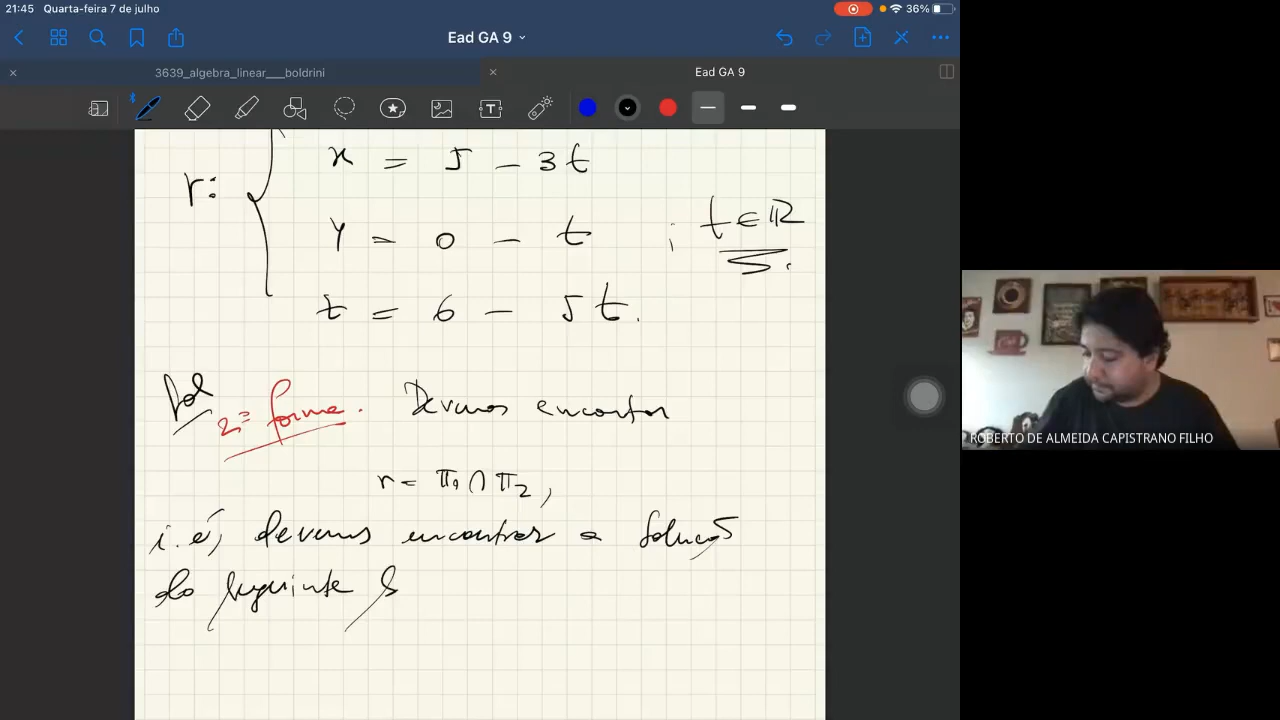 21:45 Quarta-feira 7 de julho
36%
Ead GA 9
3639_algebra_linear___boldrini
Ead GA 9
r: { x = 5 - 3t
y = 0 - t ; t ∈ ℝ
z = 6 - 5t.
Sol 2ª forma. Devemos encontrar
r = π₁ ∩ π₂,
i.é, devemos encontrar a solução
do seguinte S
ROBERTO DE ALMEIDA CAPISTRANO FILHO